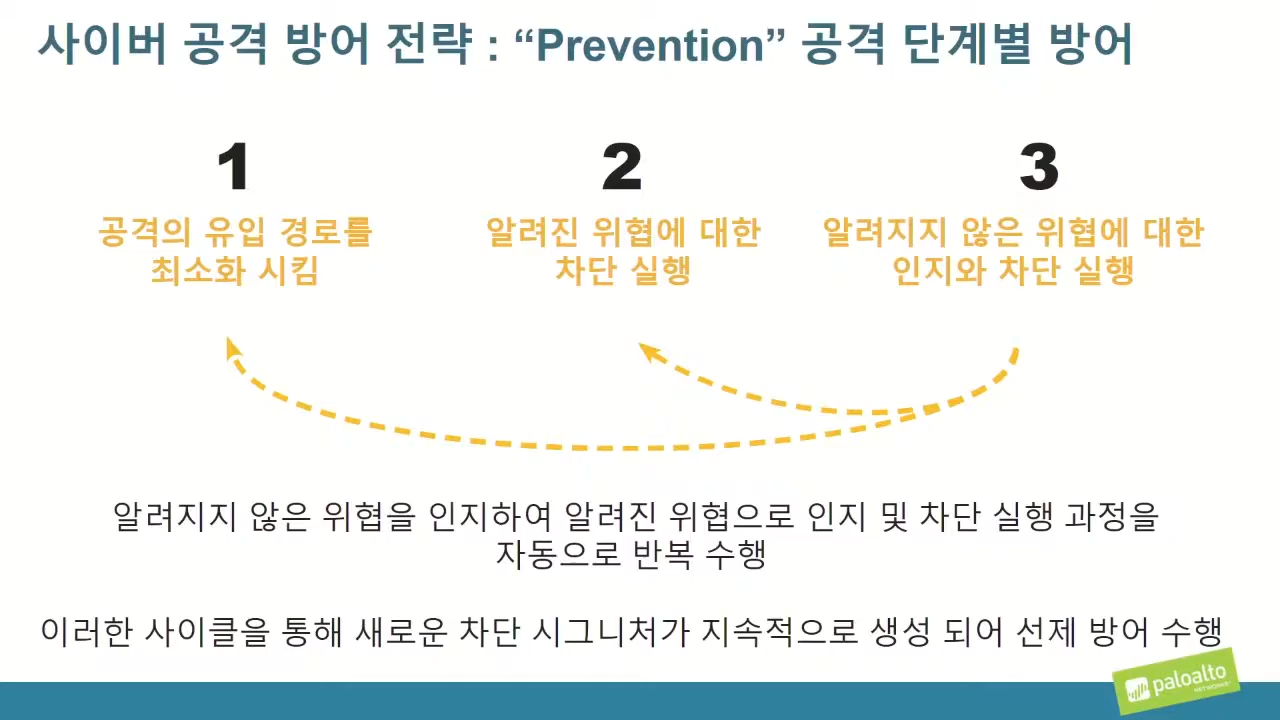 사이버 공격 방어 전략 : “Prevention” 공격 단계별 방어
1
공격의 유입 경로를
최소화 시킴
2
알려진 위협에 대한
차단 실행
3
알려지지 않은 위협에 대한
인지와 차단 실행
알려지지 않은 위협을 인지하여 알려진 위협으로 인지 및 차단 실행 과정을
자동으로 반복 수행
이러한 사이클을 통해 새로운 차단 시그니처가 지속적으로 생성 되어 선제 방어 수행
paloalto
NETWORKS